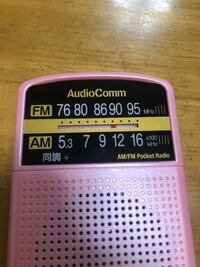 AudioComm
FM 76 80 86 90 95 MHz
AM 5.3 7 9 12 16 ×100 kHz
同調 AM/FM Pocket Radio